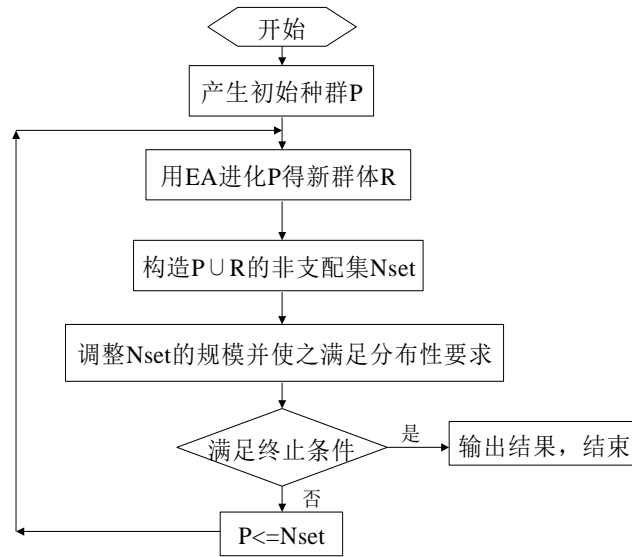 开始
产生初始种群P
用EA进化P得新群体R
构造P∪R的非支配集Nset
调整Nset的规模并使之满足分布性要求
满足终止条件
是
输出结果，结束
否
P<=Nset